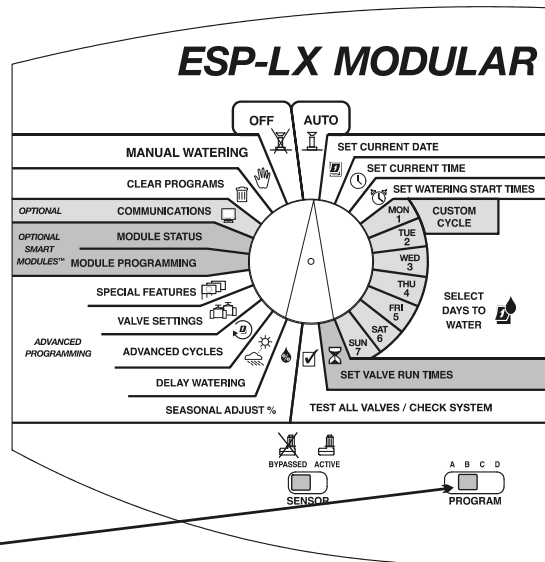 ESP-LX MODULAR
OFF
AUTO
MANUAL WATERING
SET CURRENT DATE
CLEAR PROGRAMS
SET CURRENT TIME
SET WATERING START TIMES
OPTIONAL
COMMUNICATIONS
MON
1
CUSTOM
CYCLE
OPTIONAL
SMART
MODULES™
MODULE STATUS
MODULE PROGRAMMING
TUE
2
WED
3
THU
4
FRI
5
SAT
6
SUN
7
SELECT
DAYS TO
WATER
SPECIAL FEATURES
VALVE SETTINGS
ADVANCED
PROGRAMMING
ADVANCED CYCLES
DELAY WATERING
SEASONAL ADJUST %
SET VALVE RUN TIMES
TEST ALL VALVES / CHECK SYSTEM
BYPASSED ACTIVE
SENSOR
A B C D
PROGRAM